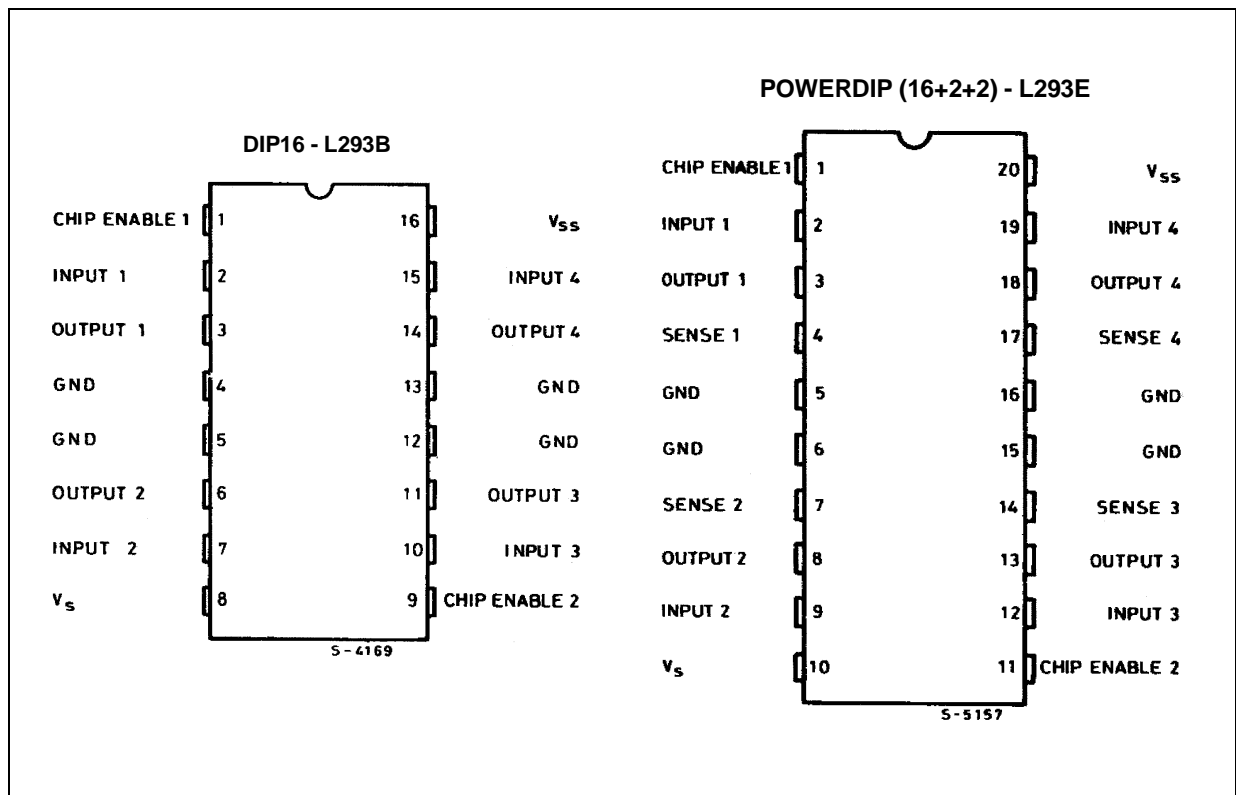 POWERDIP (16+2+2) - L293E
DIP16 - L293B
CHIP ENABLE 1 1 16 Vss
INPUT 1 2 15 INPUT 4
OUTPUT 1 3 14 OUTPUT 4
GND 4 13 GND
GND 5 12 GND
OUTPUT 2 6 11 OUTPUT 3
INPUT 2 7 10 INPUT 3
Vs 8 9 CHIP ENABLE 2
S-4169
CHIP ENABLE 1 1 20 Vss
INPUT 1 2 19 INPUT 4
OUTPUT 1 3 18 OUTPUT 4
SENSE 1 4 17 SENSE 4
GND 5 16 GND
GND 6 15 GND
SENSE 2 7 14 SENSE 3
OUTPUT 2 8 13 OUTPUT 3
INPUT 2 9 12 INPUT 3
Vs 10 11 CHIP ENABLE 2
S-5157